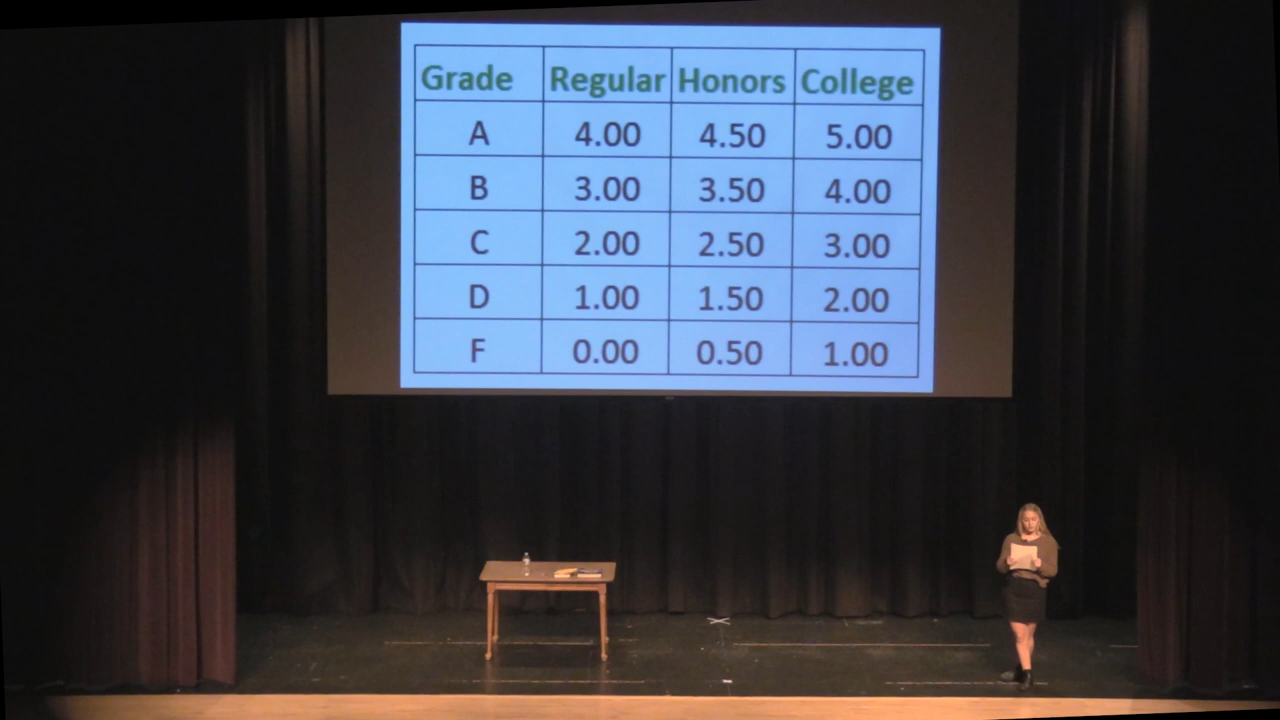 Grade Regular Honors College
A 4.00 4.50 5.00
B 3.00 3.50 4.00
C 2.00 2.50 3.00
D 1.00 1.50 2.00
F 0.00 0.50 1.00